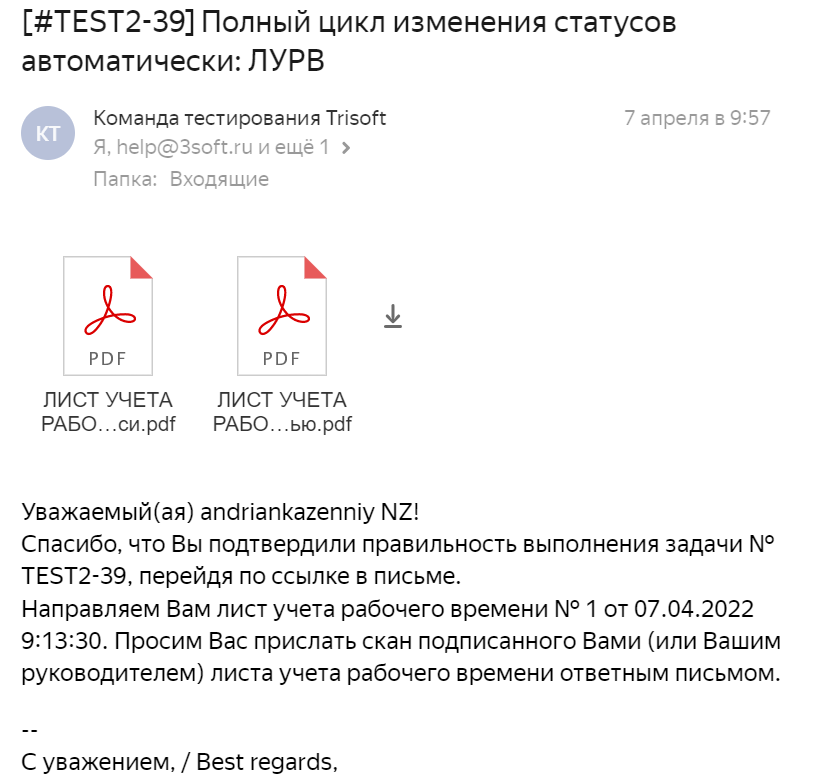 [#TEST2-39] Полный цикл изменения статусов
автоматически: ЛУРВ
КТ
Команда тестирования Trisoft
7 апреля в 9:57
Я, help@3soft.ru и ещё 1
Папка: Входящие
PDF
PDF
ЛИСТ УЧЕТА
РАБО...си.pdf
ЛИСТ УЧЕТА
РАБО...ью.pdf
Уважаемый(ая) andriankazenniy NZ!
Спасибо, что Вы подтвердили правильность выполнения задачи №
TEST2-39, перейдя по ссылке в письме.
Направляем Вам лист учета рабочего времени № 1 от 07.04.2022
9:13:30. Просим Вас прислать скан подписанного Вами (или Вашим
руководителем) листа учета рабочего времени ответным письмом.
--
С уважением, / Best regards,